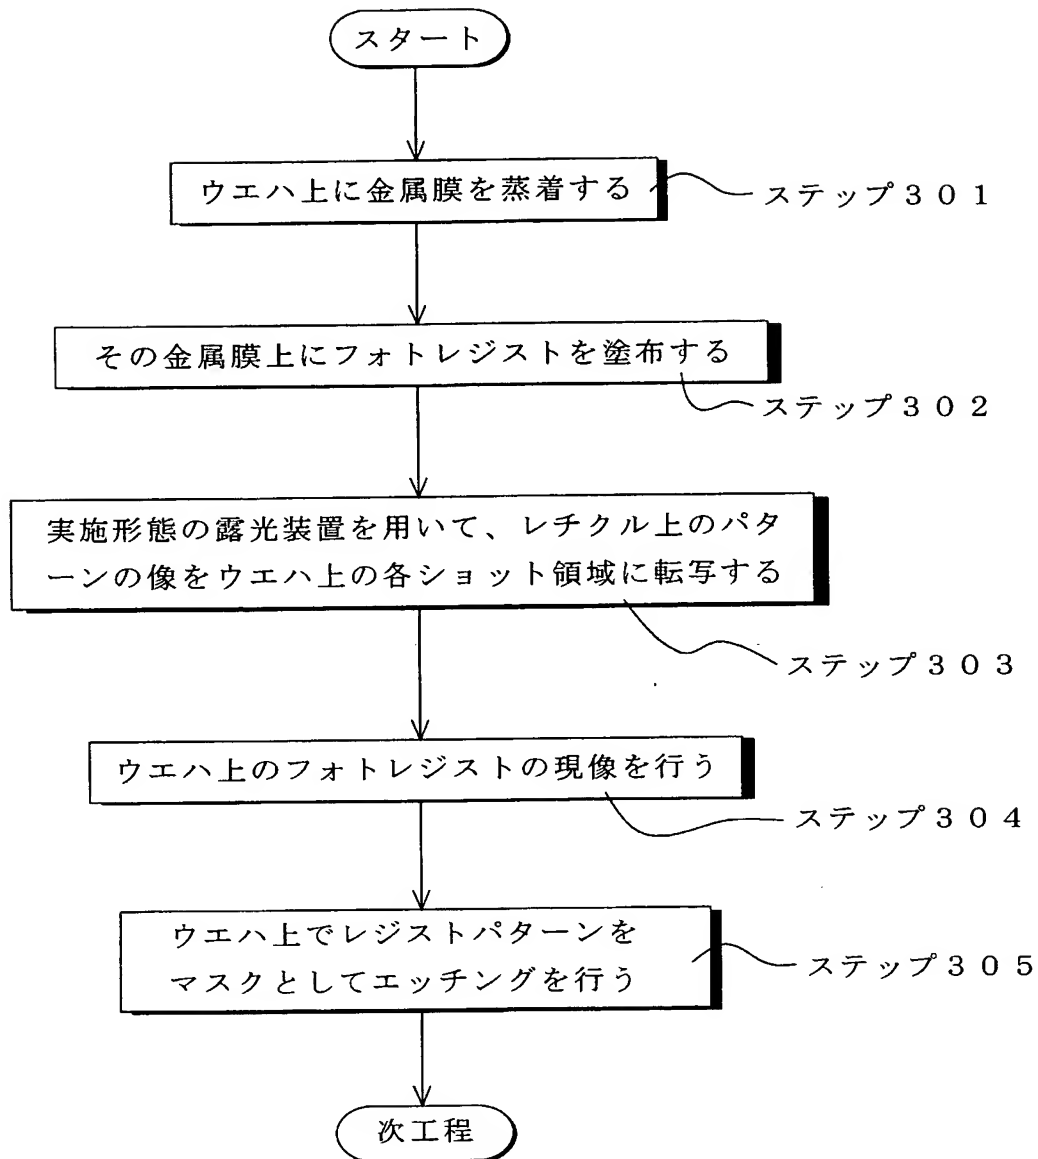 スタート
ウエハ上に金属膜を蒸着する
ステップ３０１
その金属膜上にフォトレジストを塗布する
ステップ３０２
実施形態の露光装置を用いて、レチクル上のパタ
ーンの像をウエハ上の各ショット領域に転写する
ステップ３０３
ウエハ上のフォトレジストの現像を行う
ステップ３０４
ウエハ上でレジストパターンを
マスクとしてエッチングを行う
ステップ３０５
次工程